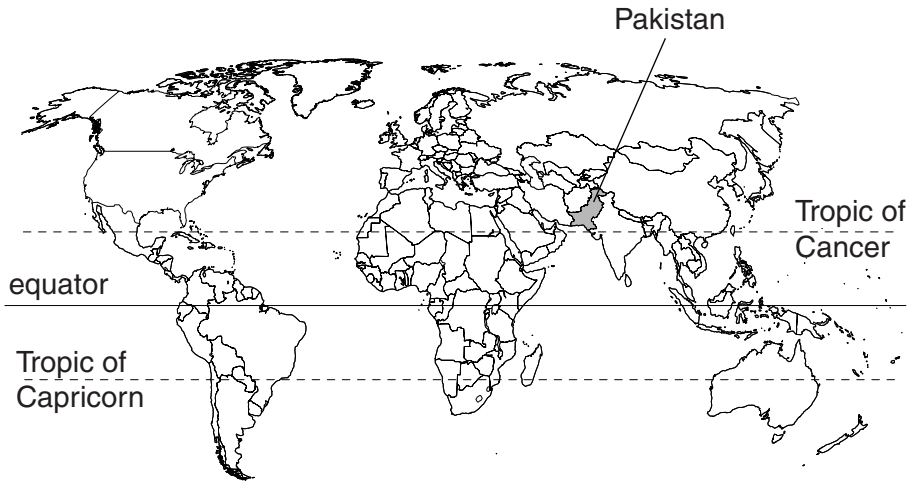 Pakistan
Tropic of
Cancer
equator
Tropic of
Capricorn